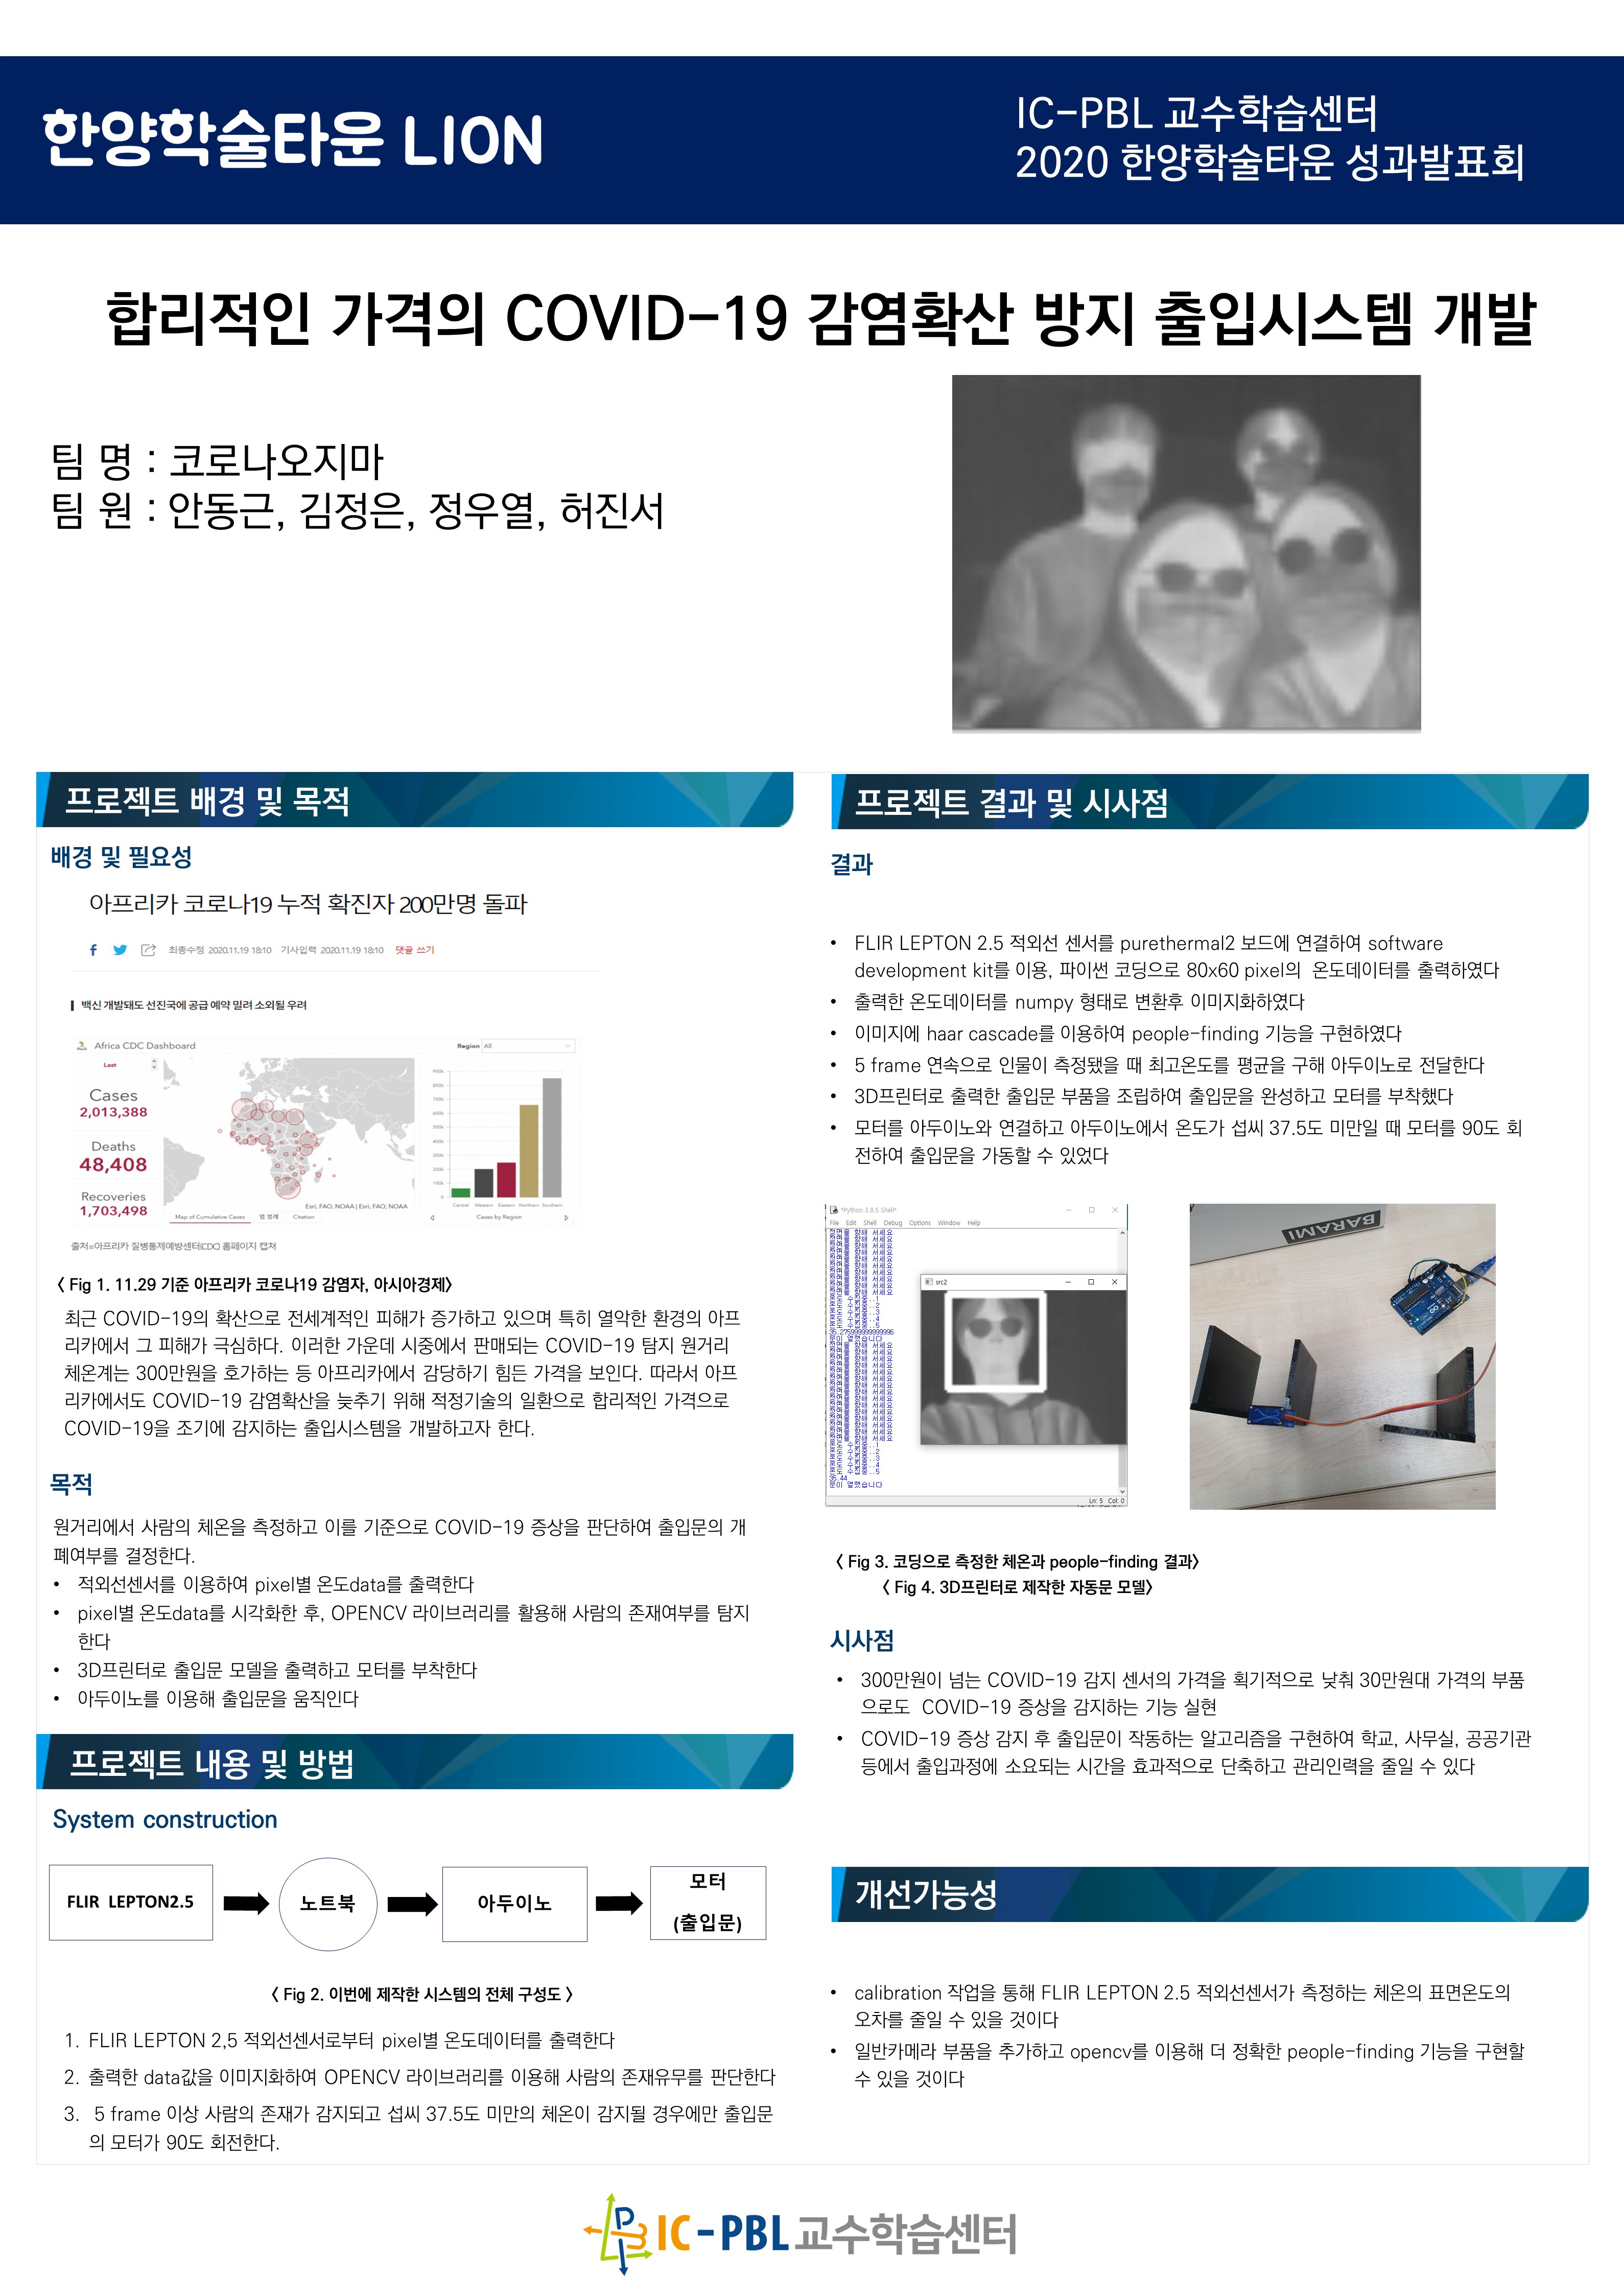 한양학술타운 LION
IC-PBL 교수학습센터
2020 한양학술타운 성과발표회
합리적인 가격의 COVID-19 감염확산 방지 출입시스템 개발
팀 명 : 코로나오지마
팀 원 : 안동근, 김정은, 정우열, 허진서
프로젝트 배경 및 목적
배경 및 필요성
아프리카 코로나19 누적 확진자 200만명 돌파
최종수정 2020.11.19 18:10 기사입력 2020.11.19 18:10 댓글 쓰기
백신 개발돼도 선진국에 공급 예약 밀려 소외될 우려
Africa CDC Dashboard
Region All
Last
Cases
2,013,388
Deaths
48,408
Recoveries
1,703,498
Esri, FAO, NOAA | Esri, FAO, NOAA
Map of Cumulative Cases 맵 범례 Citation
900k
800k
700k
600k
500k
400k
300k
200k
100k
0
Central Western Eastern Northern Southern
Cases by Region
출처=아프리카 질병통제예방센터(CDC) 홈페이지 캡쳐
< Fig 1. 11.29 기준 아프리카 코로나19 감염자, 아시아경제>
최근 COVID-19의 확산으로 전세계적인 피해가 증가하고 있으며 특히 열악한 환경의 아프
리카에서 그 피해가 극심하다. 이러한 가운데 시중에서 판매되는 COVID-19 탐지 원거리
체온계는 300만원을 호가하는 등 아프리카에서 감당하기 힘든 가격을 보인다. 따라서 아프
리카에서도 COVID-19 감염확산을 늦추기 위해 적정기술의 일환으로 합리적인 가격으로
COVID-19을 조기에 감지하는 출입시스템을 개발하고자 한다.
목적
원거리에서 사람의 체온을 측정하고 이를 기준으로 COVID-19 증상을 판단하여 출입문의 개
폐여부를 결정한다.
• 적외선센서를 이용하여 pixel별 온도data를 출력한다
• pixel별 온도data를 시각화한 후, OPENCV 라이브러리를 활용해 사람의 존재여부를 탐지
한다
• 3D프린터로 출입문 모델을 출력하고 모터를 부착한다
• 아두이노를 이용해 출입문을 움직인다
프로젝트 내용 및 방법
System construction
FLIR LEPTON2.5
노트북
아두이노
모터
(출입문)
< Fig 2. 이번에 제작한 시스템의 전체 구성도 >
1. FLIR LEPTON 2,5 적외선센서로부터 pixel별 온도데이터를 출력한다
2. 출력한 data값을 이미지화하여 OPENCV 라이브러리를 이용해 사람의 존재유무를 판단한다
3. 5 frame 이상 사람의 존재가 감지되고 섭씨 37.5도 미만의 체온이 감지될 경우에만 출입문
의 모터가 90도 회전한다.
프로젝트 결과 및 시사점
결과
• FLIR LEPTON 2.5 적외선 센서를 purethermal2 보드에 연결하여 software
development kit를 이용, 파이썬 코딩으로 80x60 pixel의 온도데이터를 출력하였다
• 출력한 온도데이터를 numpy 형태로 변환후 이미지화하였다
• 이미지에 haar cascade를 이용하여 people-finding 기능을 구현하였다
• 5 frame 연속으로 인물이 측정됐을 때 최고온도를 평균을 구해 아두이노로 전달한다
• 3D프린터로 출력한 출입문 부품을 조립하여 출입문을 완성하고 모터를 부착했다
• 모터를 아두이노와 연결하고 아두이노에서 온도가 섭씨 37.5도 미만일 때 모터를 90도 회
전하여 출입문을 가동할 수 있었다
*Python 3.8.5 Shell*
File Edit Shell Debug Options Window Help
src2
35.275999999999996
문이 열렸습니다
35.44
문이 열렸습니다
Ln: 5 Col: 0
BARAMI
< Fig 3. 코딩으로 측정한 체온과 people-finding 결과>
< Fig 4. 3D프린터로 제작한 자동문 모델>
시사점
• 300만원이 넘는 COVID-19 감지 센서의 가격을 획기적으로 낮춰 30만원대 가격의 부품
으로도 COVID-19 증상을 감지하는 기능 실현
• COVID-19 증상 감지 후 출입문이 작동하는 알고리즘을 구현하여 학교, 사무실, 공공기관
등에서 출입과정에 소요되는 시간을 효과적으로 단축하고 관리인력을 줄일 수 있다
개선가능성
• calibration 작업을 통해 FLIR LEPTON 2.5 적외선센서가 측정하는 체온의 표면온도의
오차를 줄일 수 있을 것이다
• 일반카메라 부품을 추가하고 opencv를 이용해 더 정확한 people-finding 기능을 구현할
수 있을 것이다
IC-PBL 교수학습센터